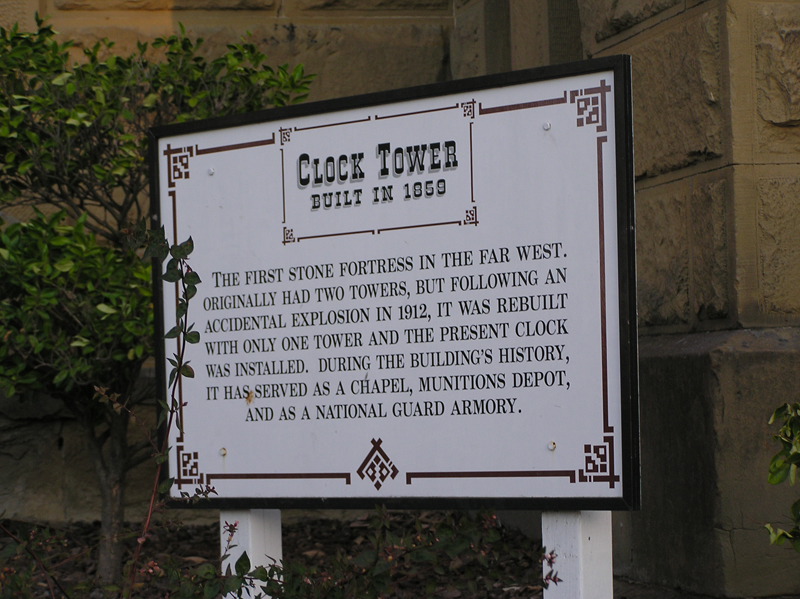 CLOCK TOWER
BUILT IN 1859
THE FIRST STONE FORTRESS IN THE FAR WEST.
ORIGINALLY HAD TWO TOWERS, BUT FOLLOWING AN
ACCIDENTAL EXPLOSION IN 1912, IT WAS REBUILT
WITH ONLY ONE TOWER AND THE PRESENT CLOCK
WAS INSTALLED. DURING THE BUILDING'S HISTORY,
IT HAS SERVED AS A CHAPEL, MUNITIONS DEPOT,
AND AS A NATIONAL GUARD ARMORY.